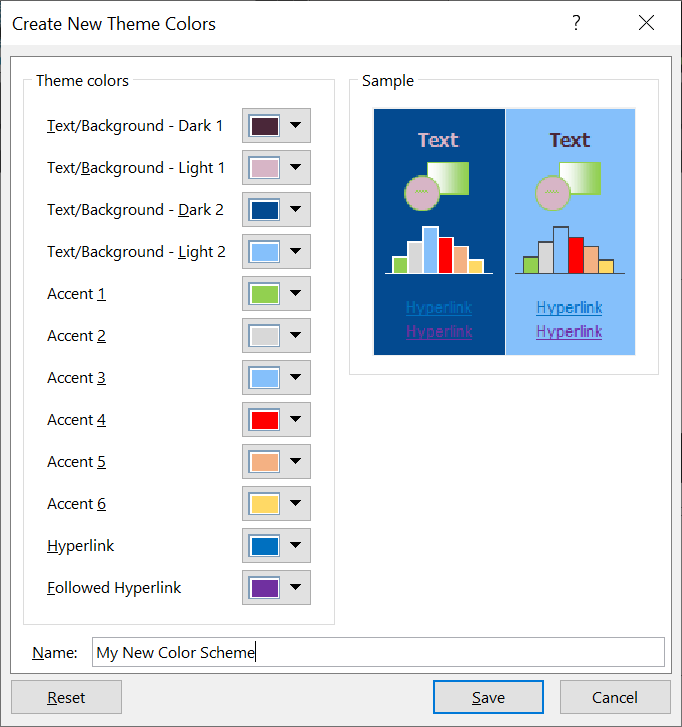 Create New Theme Colors ?
Theme colors
Text/Background - Dark 1
Text/Background - Light 1
Text/Background - Dark 2
Text/Background - Light 2
Accent 1
Accent 2
Accent 3
Accent 4
Accent 5
Accent 6
Hyperlink
Followed Hyperlink
Sample
Text Text
Hyperlink Hyperlink
Hyperlink Hyperlink
Name: My New Color Scheme
Reset Save Cancel